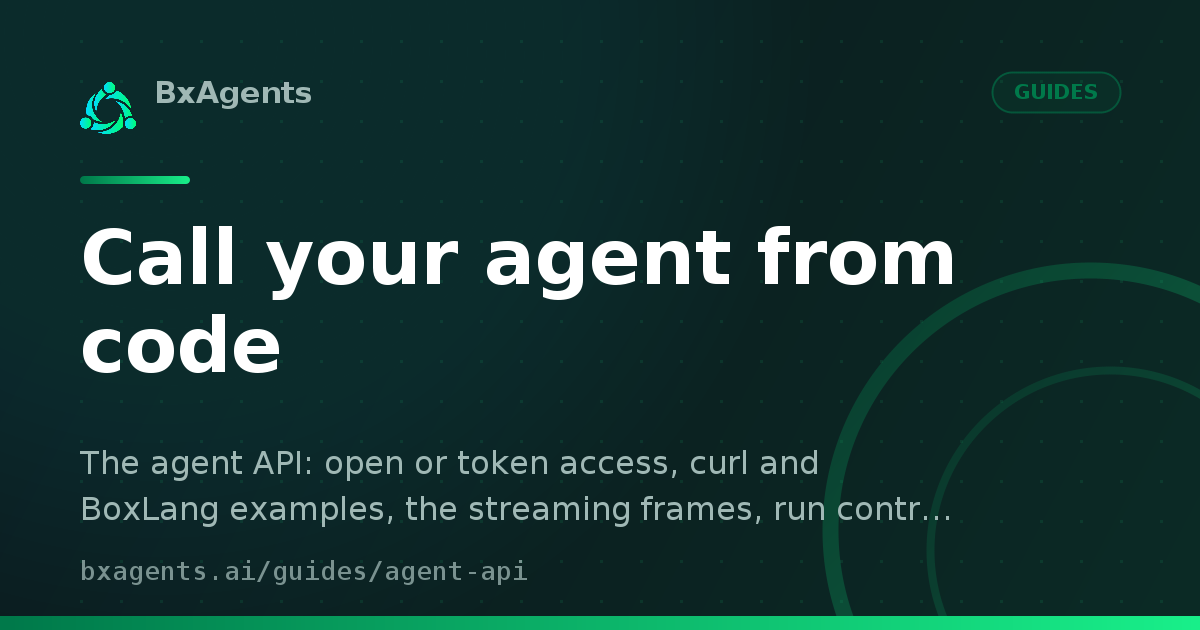 BxAgents
GUIDES
Call your agent from
code
The agent API: open or token access, curl and
BoxLang examples, the streaming frames, run contr…
bxagents.ai/guides/agent-api